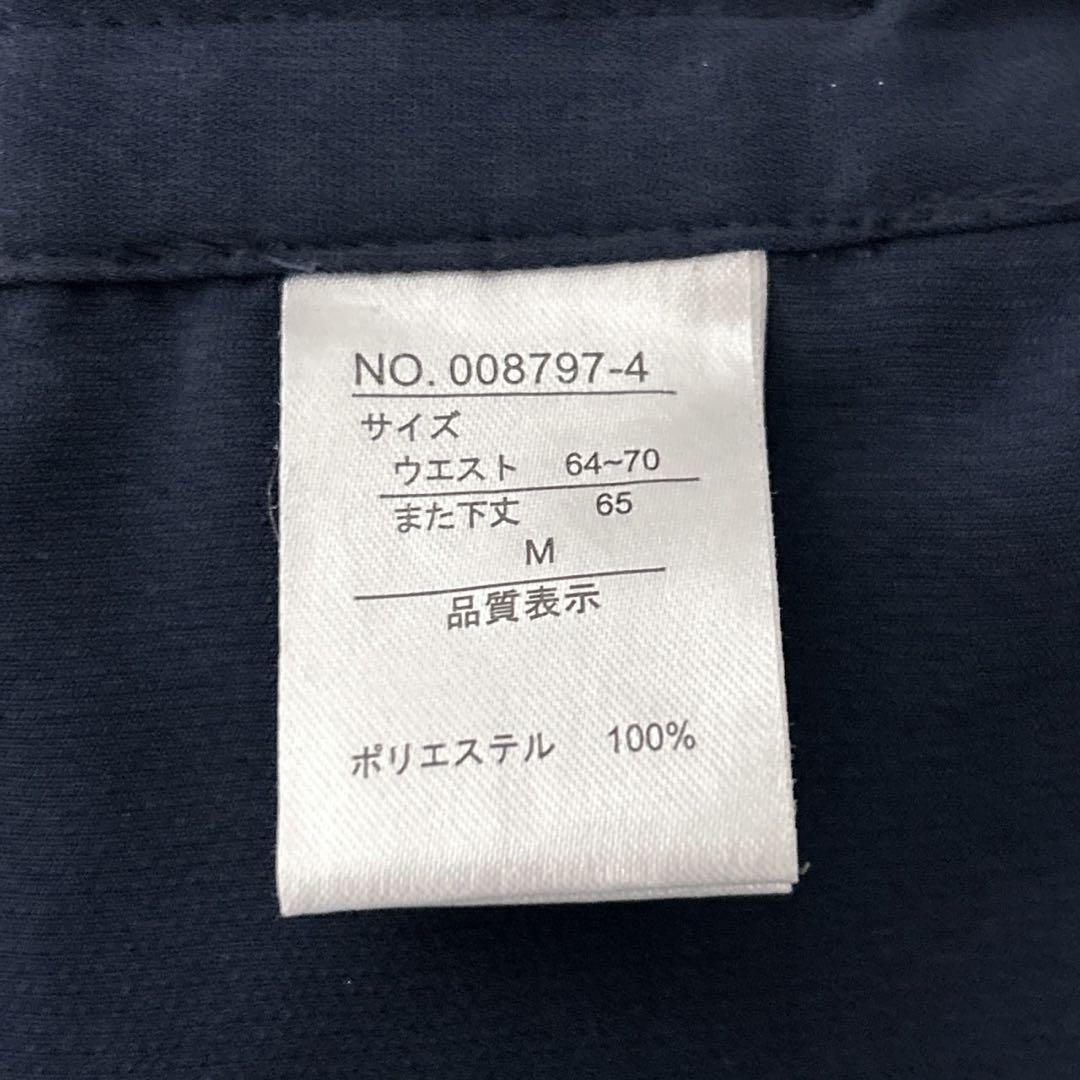 NO. 008797-4
サイズ
ウエスト 64~70
また下丈 65
M
品質表示
ポリエステル 100%